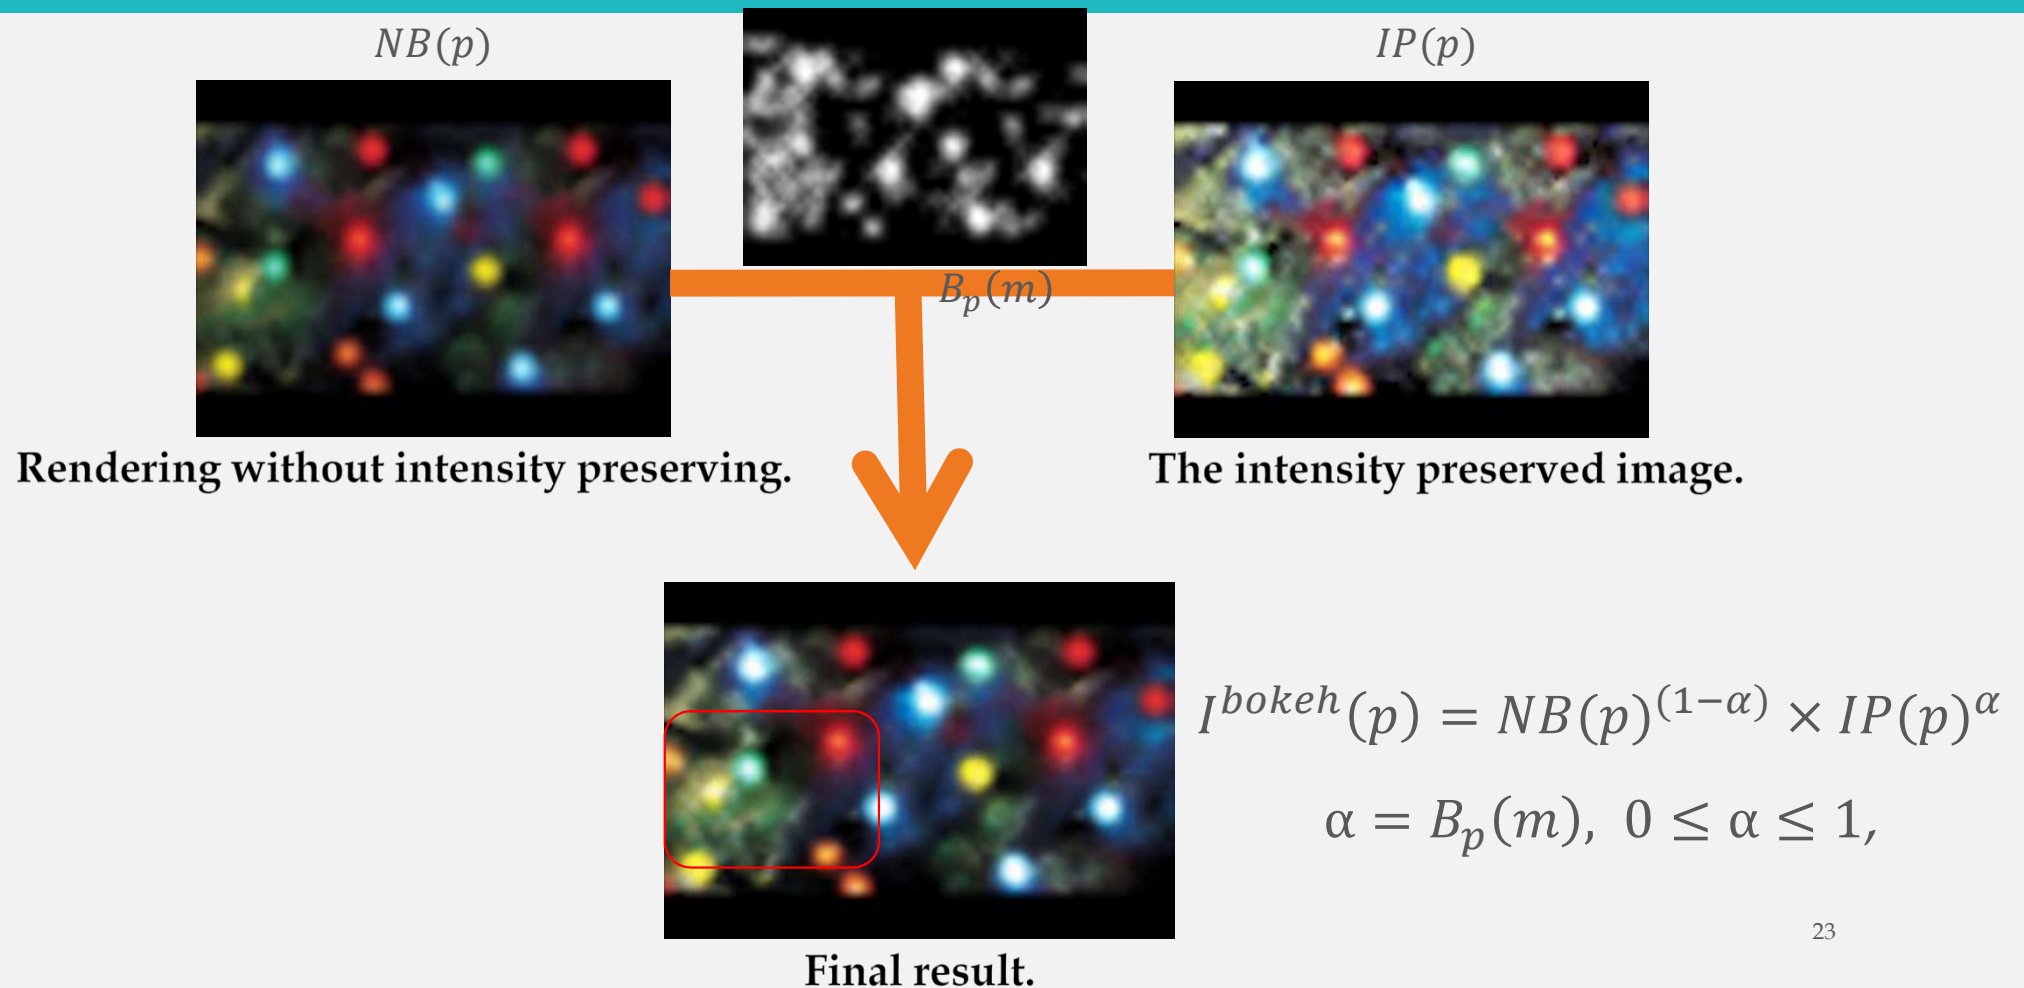 NB(p)
IP(p)
B_p(m)
Rendering without intensity preserving.
The intensity preserved image.
I^{bokeh}(p) = NB(p)^{(1−α)} × IP(p)^{α}
α = B_p(m), 0 ≤ α ≤ 1,
23
Final result.